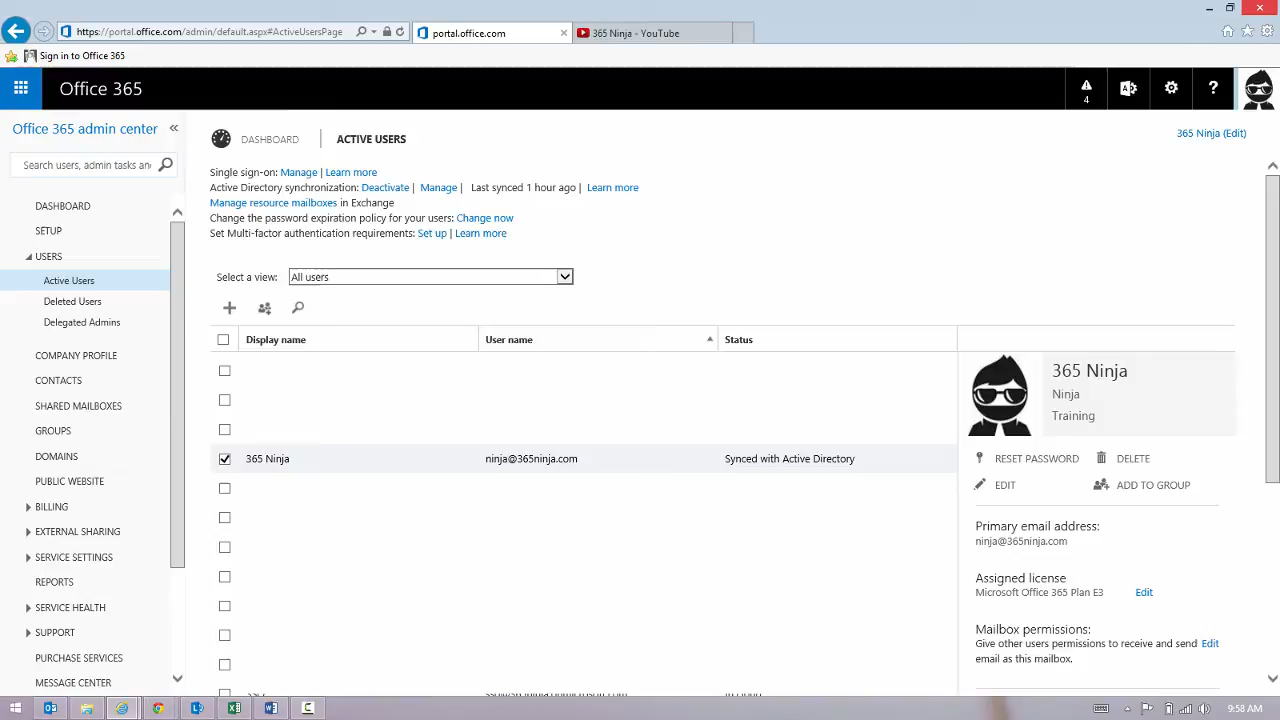 https://portal.office.com/admin/default.aspx#ActiveUsersPage
portal.office.com
365 Ninja - YouTube
Sign in to Office 365
Office 365
4
?
Office 365 admin center
Search users, admin tasks and
DASHBOARD
SETUP
USERS
Active Users
Deleted Users
Delegated Admins
COMPANY PROFILE
CONTACTS
SHARED MAILBOXES
GROUPS
DOMAINS
PUBLIC WEBSITE
BILLING
EXTERNAL SHARING
SERVICE SETTINGS
REPORTS
SERVICE HEALTH
SUPPORT
PURCHASE SERVICES
MESSAGE CENTER
DASHBOARD | ACTIVE USERS
365 Ninja (Edit)
Single sign-on: Manage | Learn more
Active Directory synchronization: Deactivate | Manage | Last synced 1 hour ago | Learn more
Manage resource mailboxes in Exchange
Change the password expiration policy for your users: Change now
Set Multi-factor authentication requirements: Set up | Learn more
Select a view: All users
Display name User name Status
365 Ninja ninja@365ninja.com Synced with Active Directory
365 Ninja
Ninja
Training
RESET PASSWORD DELETE
EDIT ADD TO GROUP
Primary email address:
ninja@365ninja.com
Assigned license
Microsoft Office 365 Plan E3 Edit
Mailbox permissions:
Give other users permissions to receive and send Edit
email as this mailbox.
9:58 AM